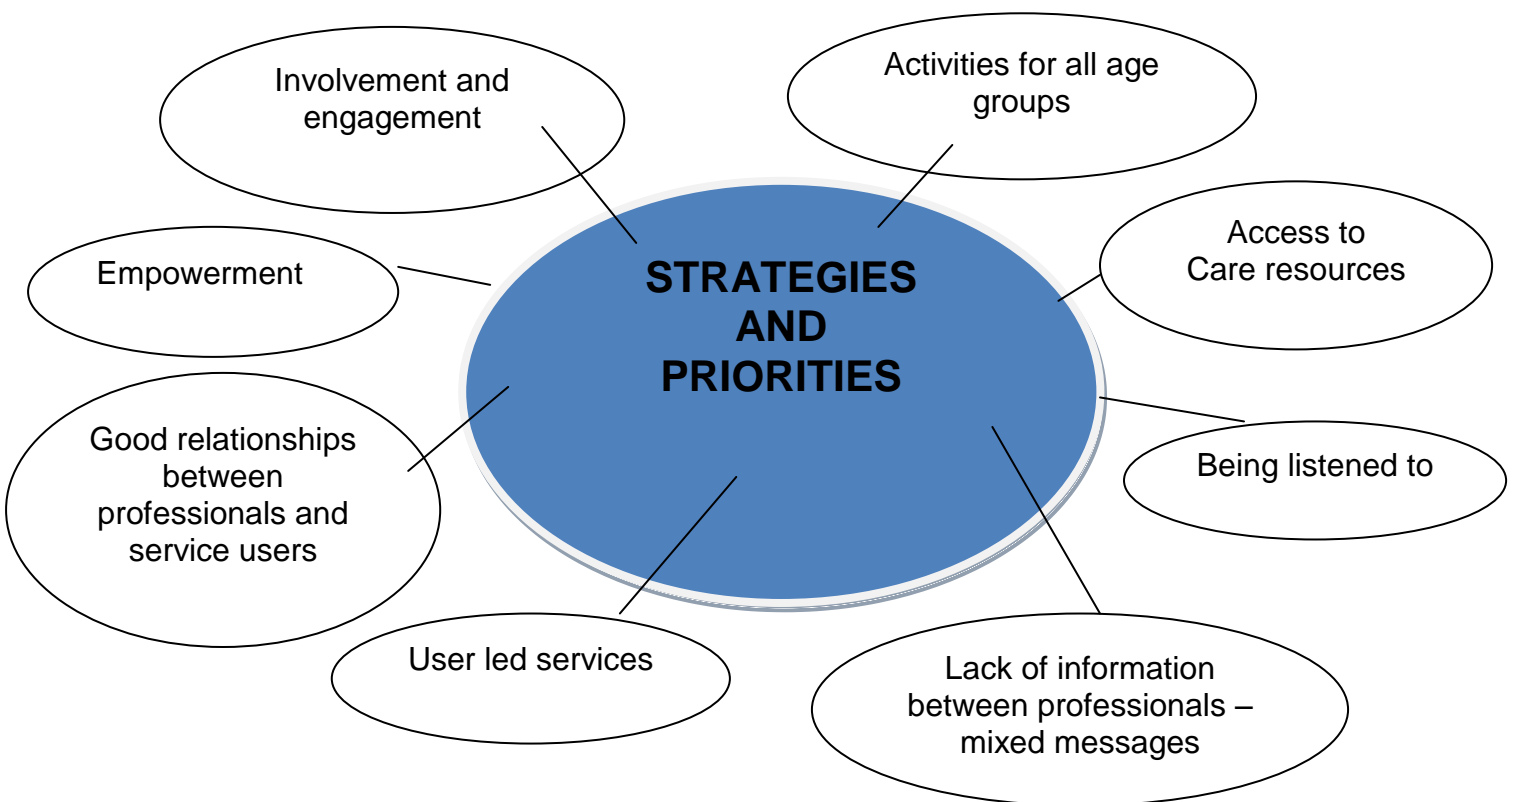 Involvement and
engagement
Activities for all age
groups
Empowerment
Access to
Care resources
STRATEGIES
AND
PRIORITIES
Good relationships
between
professionals and
service users
Being listened to
User led services
Lack of information
between professionals –
mixed messages